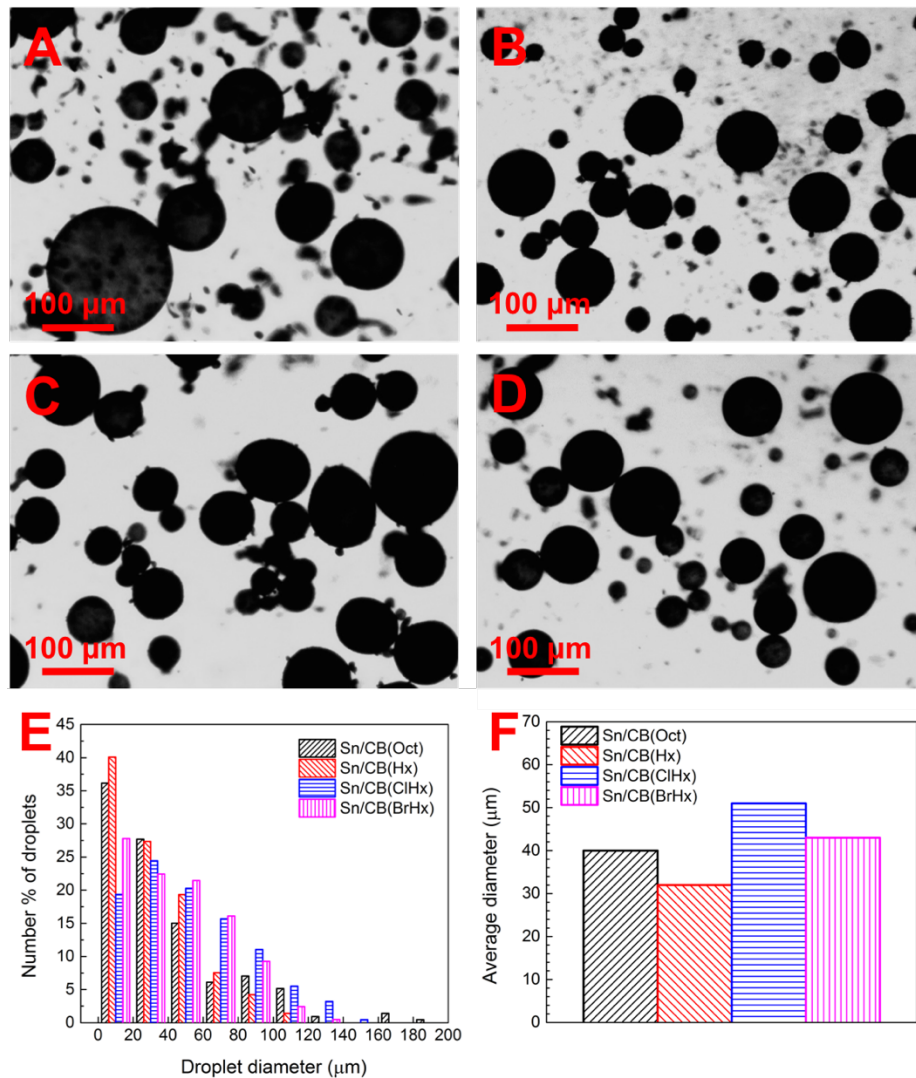 A
100 μm
B
100 μm
C
100 μm
D
100 μm
E
Number % of droplets
45
40
35
30
25
20
15
10
5
0
Sn/CB(Oct)
Sn/CB(Hx)
Sn/CB(ClHx)
Sn/CB(BrHx)
0 20 40 60 80 100 120 140 160 180 200
Droplet diameter (μm)
F
Average diameter (μm)
70
60
50
40
30
20
10
0
Sn/CB(Oct)
Sn/CB(Hx)
Sn/CB(ClHx)
Sn/CB(BrHx)